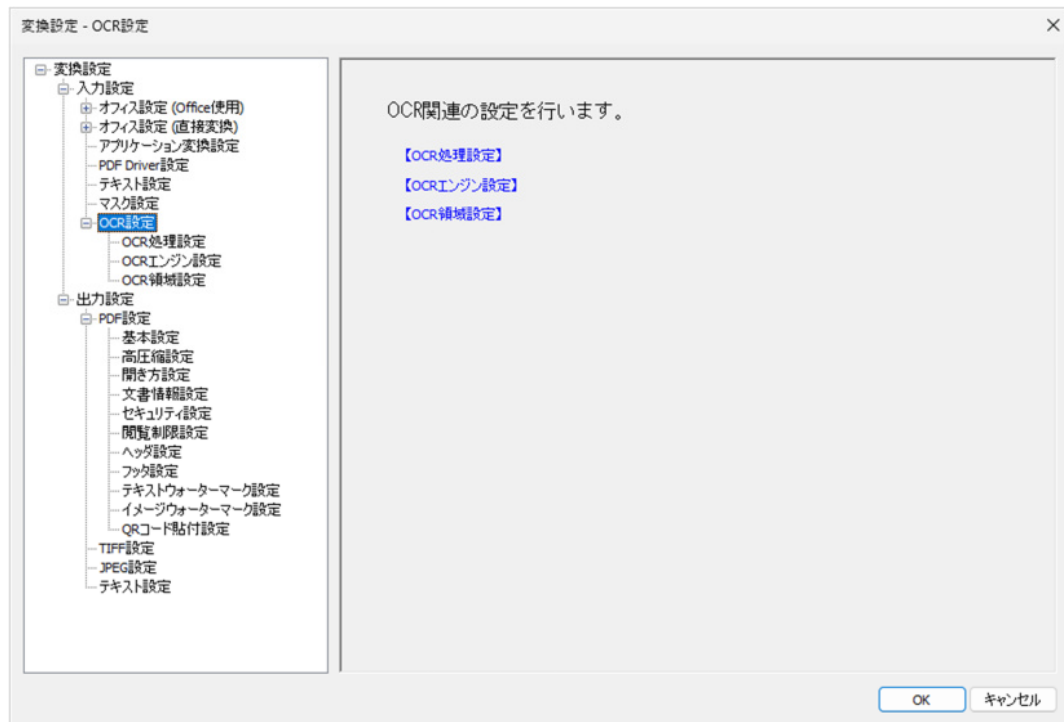 変換設定 - OCR設定
変換設定
入力設定
オフィス設定 (Office使用)
オフィス設定 (直接変換)
アプリケーション変換設定
PDF Driver設定
テキスト設定
マスク設定
OCR設定
OCR処理設定
OCRエンジン設定
OCR領域設定
出力設定
PDF設定
基本設定
高圧縮設定
開き方設定
文書情報設定
セキュリティ設定
閲覧制限設定
ヘッダ設定
フッタ設定
テキストウォーターマーク設定
イメージウォーターマーク設定
QRコード貼付設定
TIFF設定
JPEG設定
テキスト設定
OCR関連の設定を行います。
【OCR処理設定】
【OCRエンジン設定】
【OCR領域設定】
OK
キャンセル